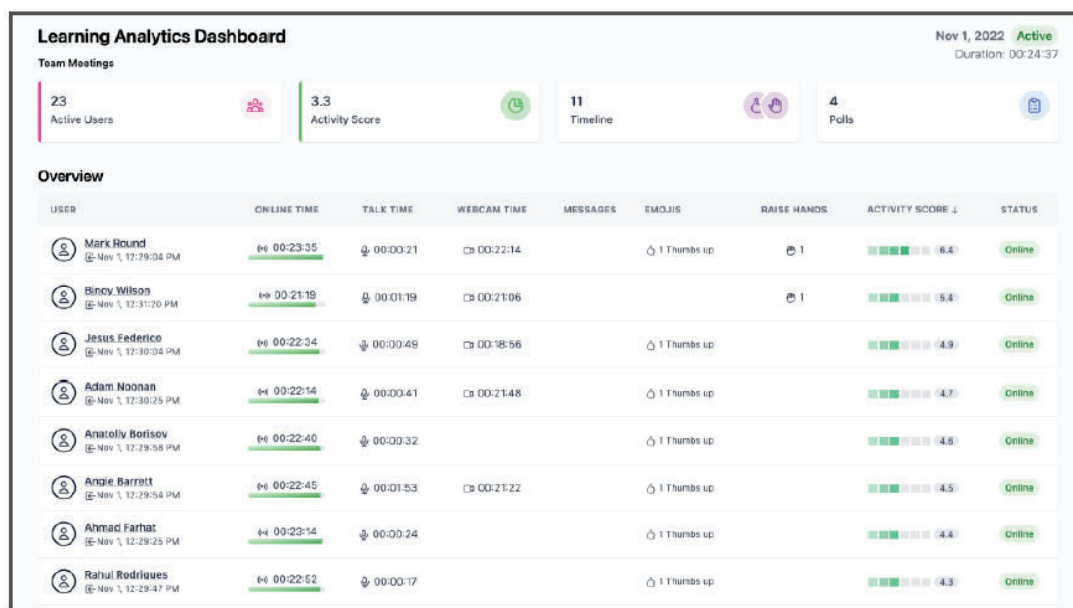 Learning Analytics Dashboard
Nov 1, 2022 Active
Team Meetings
Duration: 00:24:37
23
Active Users
3.3
Activity Score
11
Timeline
4
Polls
Overview
USER ONLINE TIME TALK TIME WEBCAM TIME MESSAGES EMOJIS RAISE HANDS ACTIVITY SCORE ↓ STATUS
Mark Round
Nov 1, 12:29:04 PM
00:23:35 00:00:21 00:22:14 1 Thumbs up 1 6.4 Online
Binoy Wilson
Nov 1, 12:31:20 PM
00:21:19 00:01:19 00:21:06 1 5.4 Online
Jesus Federico
Nov 1, 12:30:04 PM
00:22:34 00:00:49 00:18:56 1 Thumbs up 4.9 Online
Adam Noonan
Nov 1, 12:30:25 PM
00:22:14 00:00:41 00:21:48 1 Thumbs up 4.7 Online
Anatoliy Borisov
Nov 1, 12:29:58 PM
00:22:40 00:00:32 1 Thumbs up 4.6 Online
Angie Barrett
Nov 1, 12:29:54 PM
00:22:45 00:01:53 00:21:22 1 Thumbs up 4.5 Online
Ahmad Farhat
Nov 1, 12:29:25 PM
00:23:14 00:00:24 1 Thumbs up 4.4 Online
Rahul Rodrigues
Nov 1, 12:29:47 PM
00:22:52 00:00:17 1 Thumbs up 4.3 Online